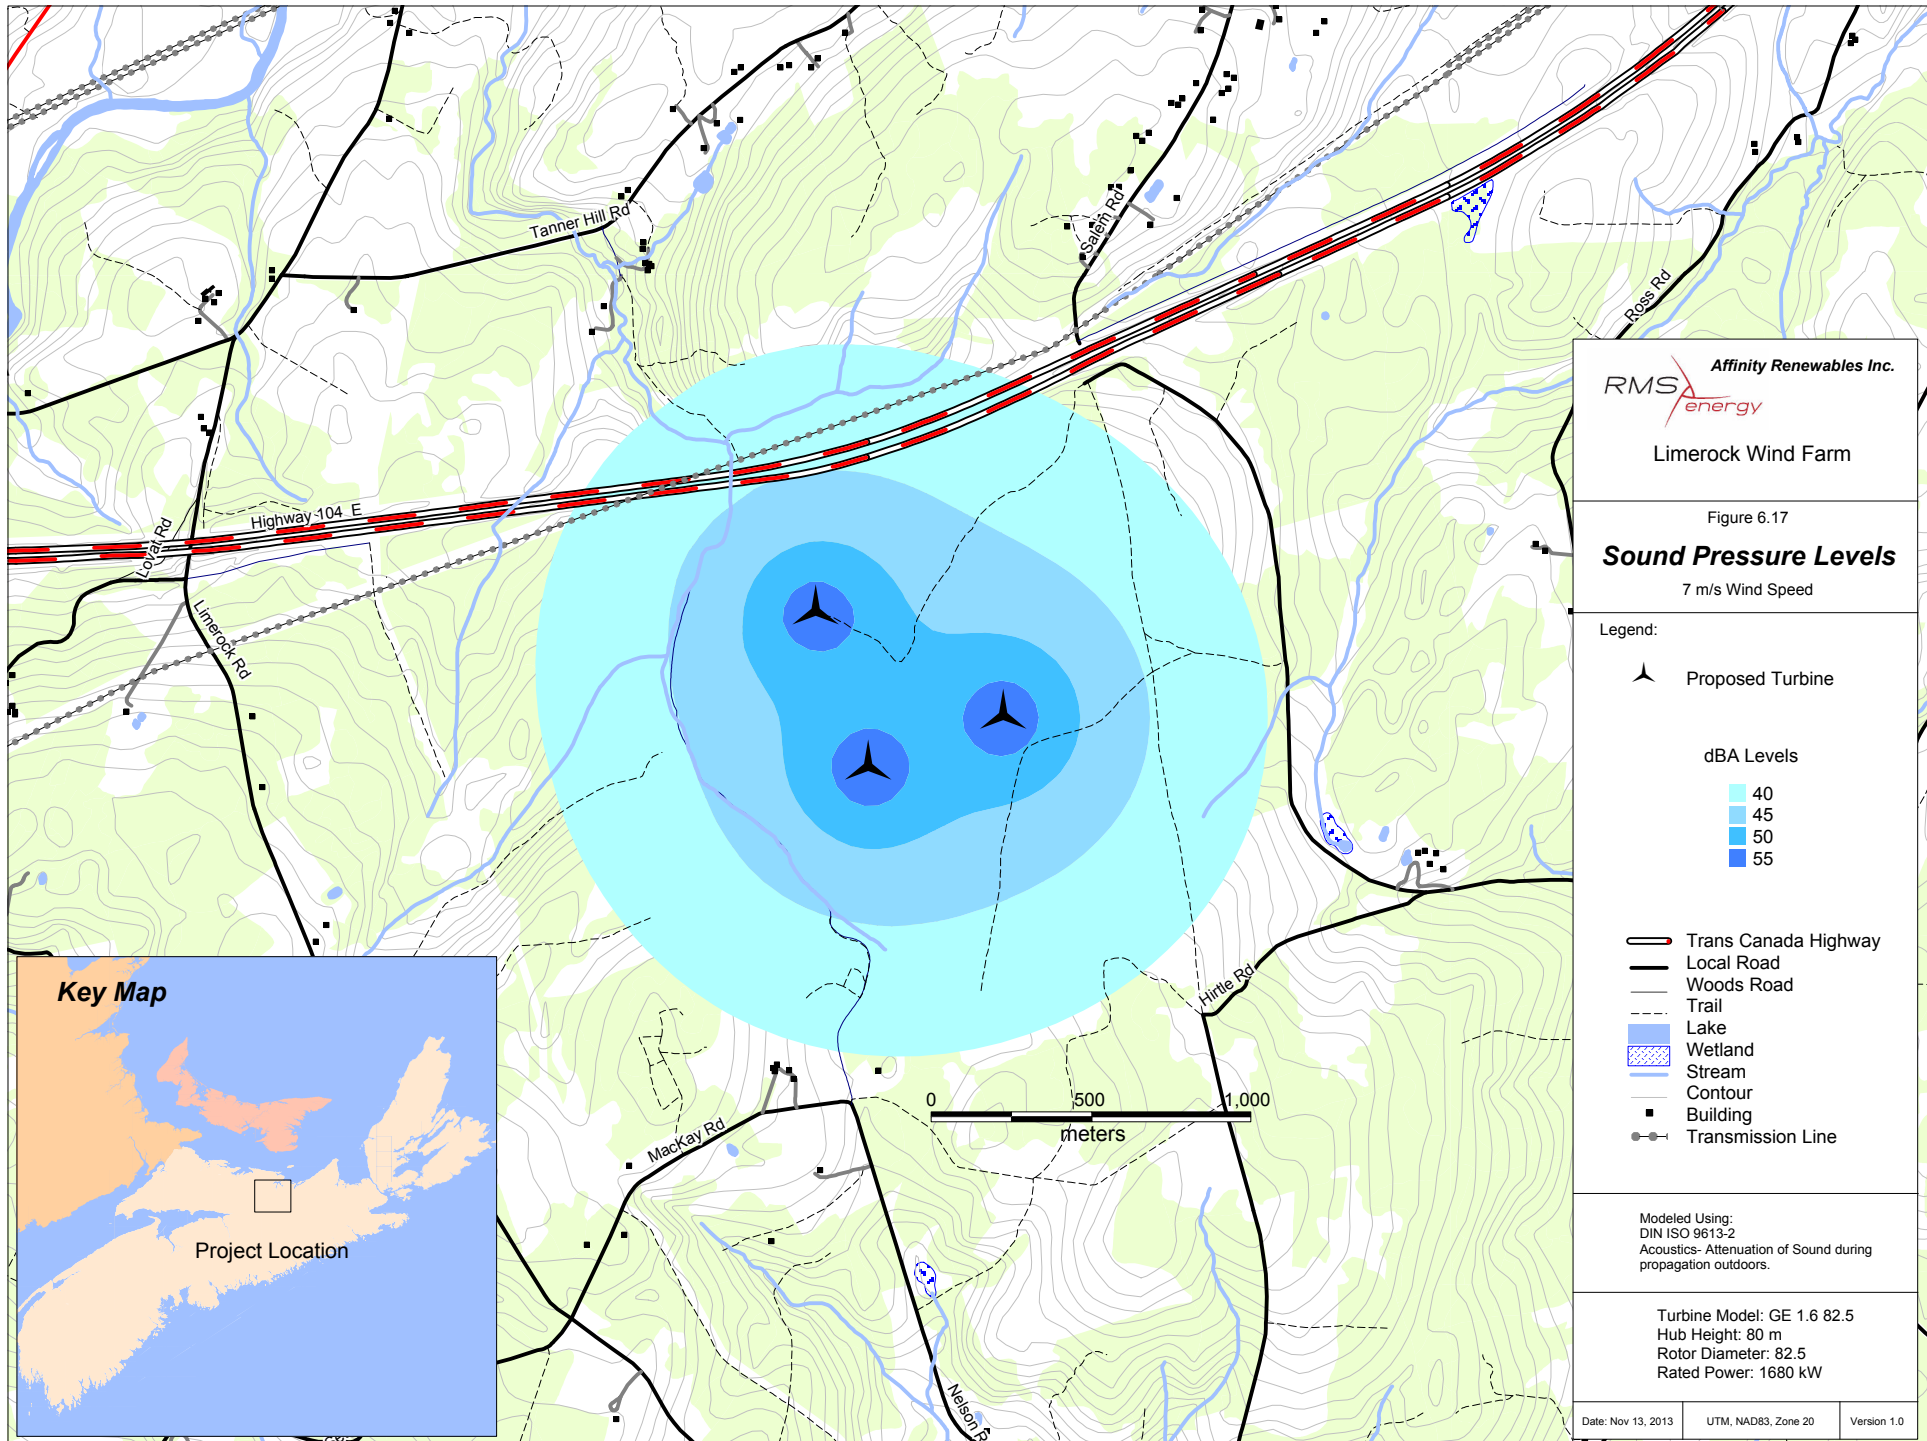 Tanner Hill Rd
Salem Rd
Ross Rd
Highway 104 E
Lovat Rd
Limerock Rd
Hirtle Rd
MacKay Rd
0 500 1,000
meters
Key Map
Project Location
RMS energy
Affinity Renewables Inc.
Limerock Wind Farm
Figure 6.17
Sound Pressure Levels
7 m/s Wind Speed
Legend:
Proposed Turbine
dBA Levels
40
45
50
55
Trans Canada Highway
Local Road
Woods Road
Trail
Lake
Wetland
Stream
Contour
Building
Transmission Line
Modeled Using:
DIN ISO 9613-2
Acoustics- Attenuation of Sound during
propagation outdoors.
Turbine Model: GE 1.6 82.5
Hub Height: 80 m
Rotor Diameter: 82.5
Rated Power: 1680 kW
Nelson R
Date: Nov 13, 2013
UTM, NAD83, Zone 20
Version 1.0